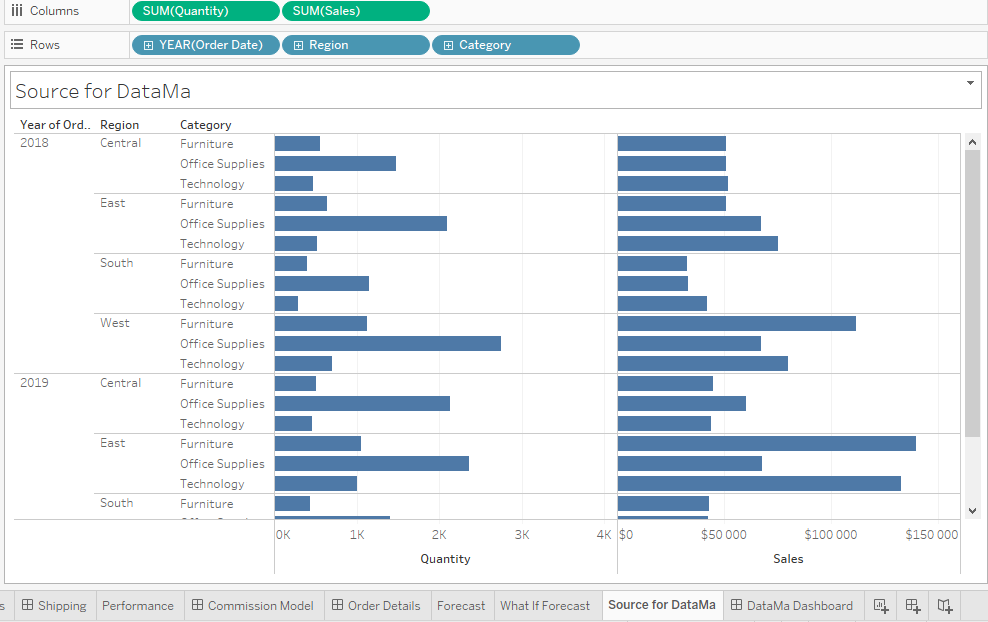 Columns SUM(Quantity) SUM(Sales)
Rows YEAR(Order Date) Region Category
Source for DataMa
Year of Ord.. Region Category
2018 Central Furniture
Office Supplies
Technology
East Furniture
Office Supplies
Technology
South Furniture
Office Supplies
Technology
West Furniture
Office Supplies
Technology
2019 Central Furniture
Office Supplies
Technology
East Furniture
Office Supplies
Technology
South Furniture
0K 1K 2K 3K 4K $0 $50 000 $100 000 $150 000
Quantity Sales
Shipping Performance Commission Model Order Details Forecast What If Forecast Source for DataMa DataMa Dashboard